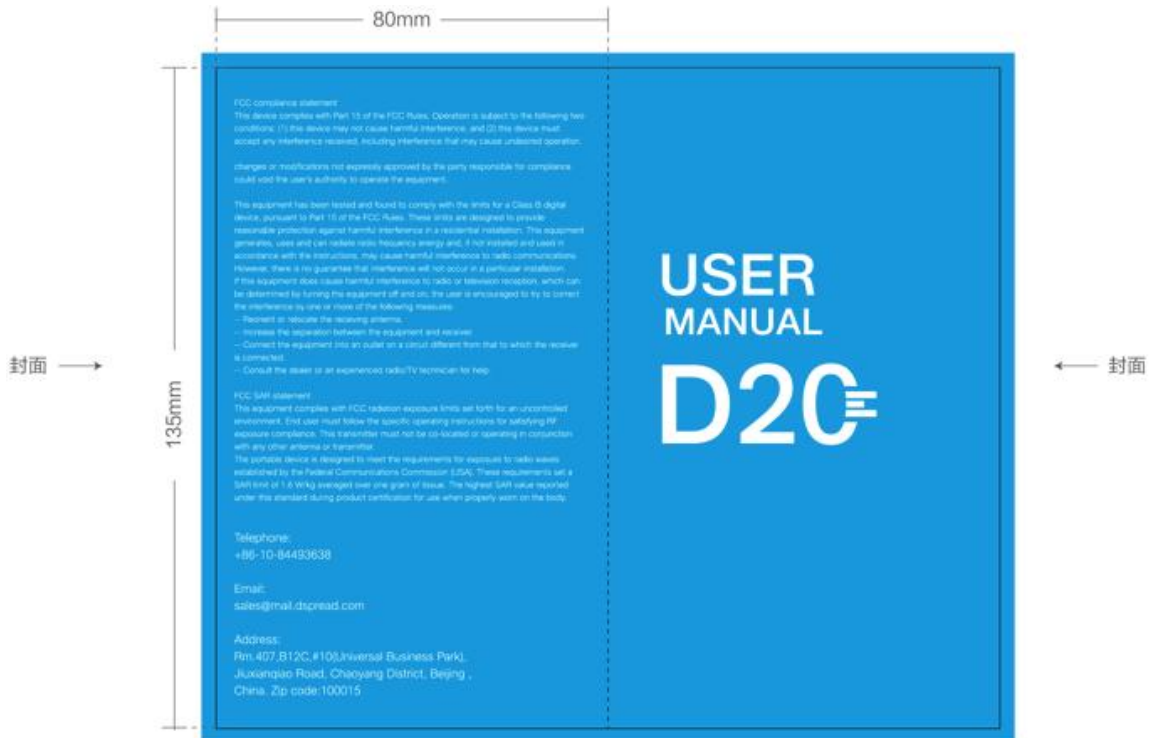 80mm
135mm
封面
封面
FCC compliance statement
This device complies with Part 15 of the FCC Rules. Operation is subject to the following two
conditions: (1) this device may not cause harmful interference, and (2) this device must
accept any interference received, including interference that may cause undesired operation.
changes or modifications not expressly approved by the party responsible for compliance
could void the user's authority to operate the equipment.
This equipment has been tested and found to comply with the limits for a Class B digital
device, pursuant to Part 15 of the FCC Rules. These limits are designed to provide
reasonable protection against harmful interference in a residential installation. This equipment
generates, uses and can radiate radio frequency energy and, if not installed and used in
accordance with the instructions, may cause harmful interference to radio communications.
However, there is no guarantee that interference will not occur in a particular installation.
If this equipment does cause harmful interference to radio or television reception, which can
be determined by turning the equipment off and on, the user is encouraged to try to correct
the interference by one or more of the following measures:
-- Reorient or relocate the receiving antenna.
-- Increase the separation between the equipment and receiver.
-- Connect the equipment into an outlet on a circuit different from that to which the receiver
is connected.
-- Consult the dealer or an experienced radio/TV technician for help
FCC SAR statement
This equipment complies with FCC radiation exposure limits set forth for an uncontrolled
environment. End user must follow the specific operating instructions for satisfying RF
exposure compliance. This transmitter must not be co-located or operating in conjunction
with any other antenna or transmitter.
The portable device is designed to meet the requirements for exposure to radio waves
established by the Federal Communications Commission (USA). These requirements set a
SAR limit of 1.6 W/kg averaged over one gram of tissue. The highest SAR value reported
under this standard during product certification for use when properly worn on the body.
Telephone:
+86-10-84493638
Email:
sales@mail.dspread.com
Address:
Rm.407,B12C,#10(Universal Business Park),
Jiuxianqiao Road, Chaoyang District, Beijing ,
China. Zip code:100015
USER
MANUAL
D20